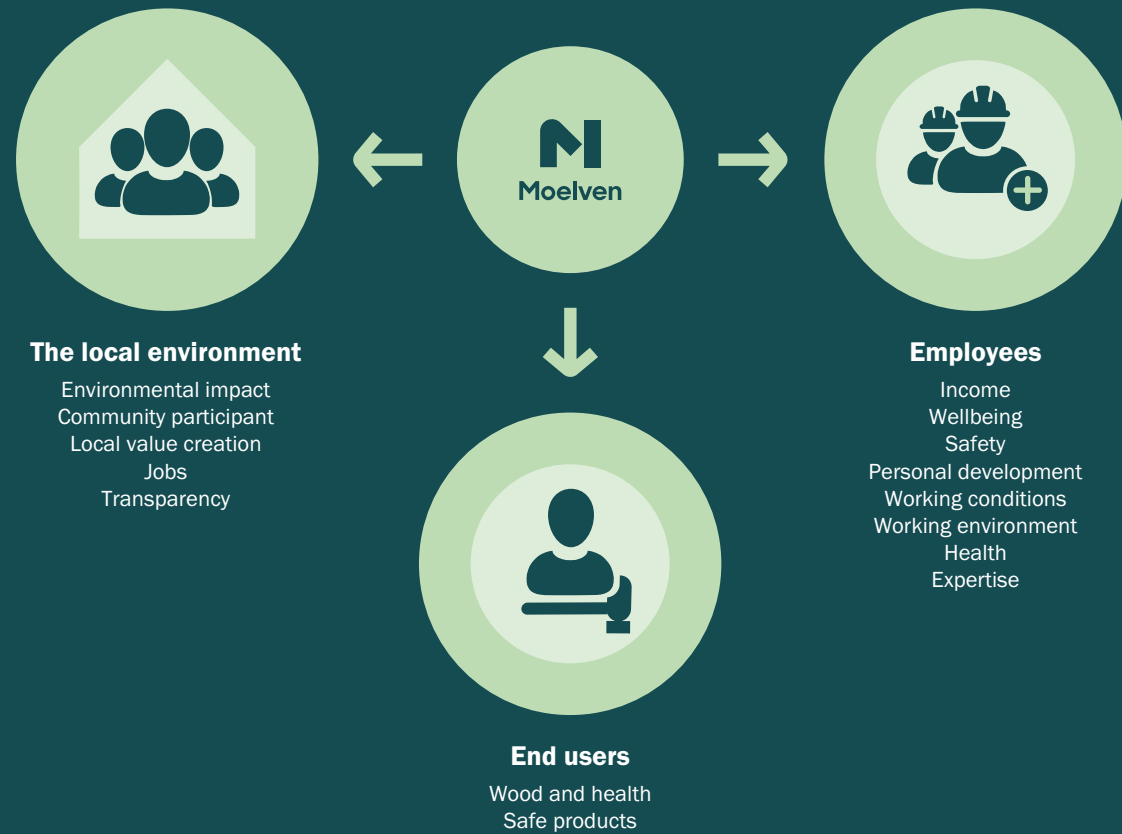 Moelven
The local environment
Environmental impact
Community participant
Local value creation
Jobs
Transparency
Employees
Income
Wellbeing
Safety
Personal development
Working conditions
Working environment
Health
Expertise
End users
Wood and health
Safe products